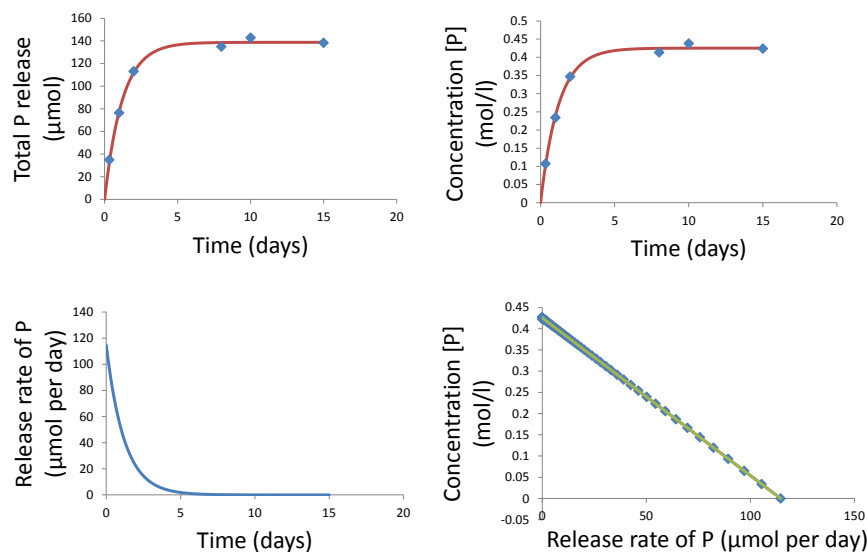 Total P release
(µmol)
160
140
120
100
80
60
40
20
0
0 5 10 15 20
Time (days)
Concentration [P]
(mol/l)
0.5
0.45
0.4
0.35
0.3
0.25
0.2
0.15
0.1
0.05
0
0 5 10 15 20
Time (days)
Release rate of P
(µmol per day)
140
120
100
80
60
40
20
0
0 5 10 15 20
Time (days)
Concentration [P]
(mol/l)
0.45
0.4
0.35
0.3
0.25
0.2
0.15
0.1
0.05
0
-0.05
0 50 100 150
Release rate of P (µmol per day)